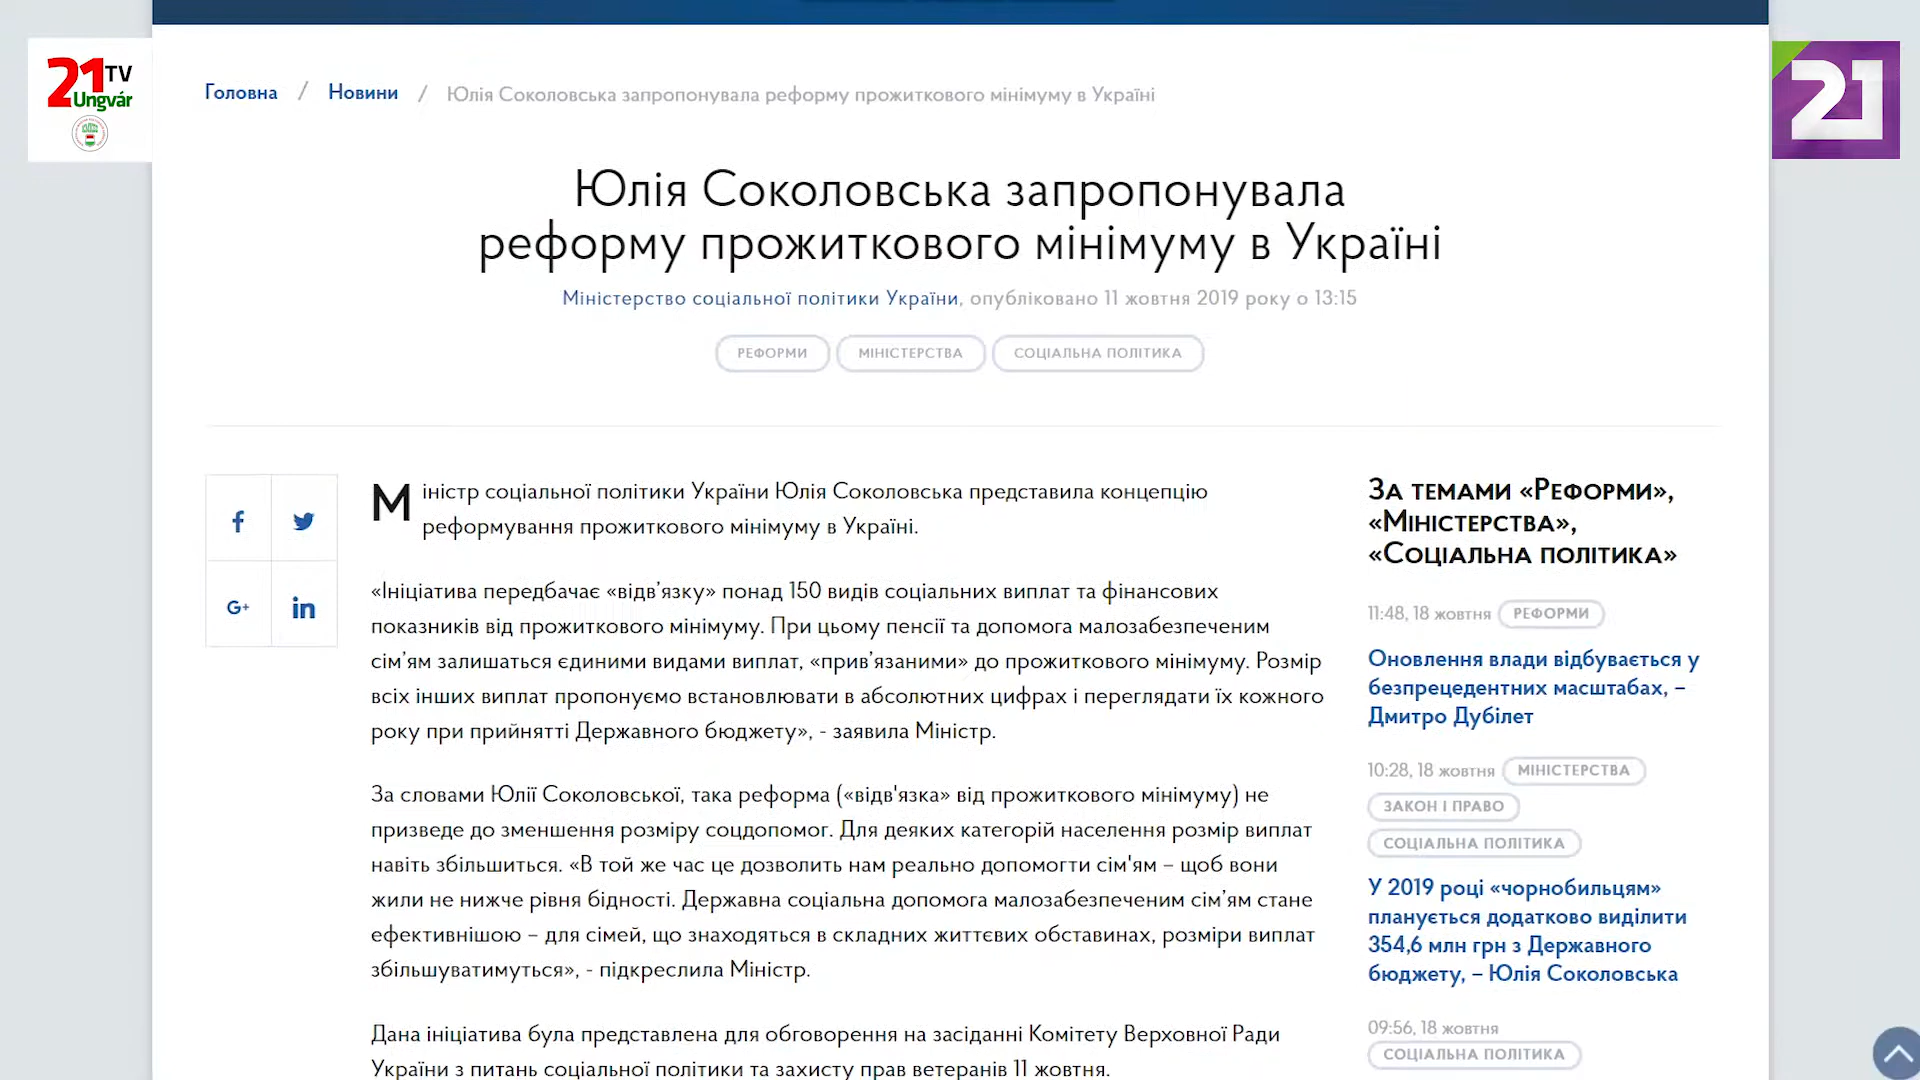 21 TV
Ungvár
21
Головна / Новини / Юлія Соколовська запропонувала реформу прожиткового мінімуму в Україні
Юлія Соколовська запропонувала
реформу прожиткового мінімуму в Україні
Міністерство соціальної політики України, опубліковано 11 жовтня 2019 року о 13:15
РЕФОРМИ МІНІСТЕРСТВА СОЦІАЛЬНА ПОЛІТИКА
Міністр соціальної політики України Юлія Соколовська представила концепцію
реформування прожиткового мінімуму в Україні.
«Ініціатива передбачає «відв’язку» понад 150 видів соціальних виплат та фінансових
показників від прожиткового мінімуму. При цьому пенсії та допомога малозабезпеченим
сім’ям залишаться єдиними видами виплат, «прив’язаними» до прожиткового мінімуму. Розмір
всіх інших виплат пропонуємо встановлювати в абсолютних цифрах і переглядати їх кожного
року при прийнятті Державного бюджету», - заявила Міністр.
За словами Юлії Соколовської, така реформа («відв'язка» від прожиткового мінімуму) не
призведе до зменшення розміру соцдопомог. Для деяких категорій населення розмір виплат
навіть збільшиться. «В той же час це дозволить нам реально допомогти сім'ям – щоб вони
жили не нижче рівня бідності. Державна соціальна допомога малозабезпеченим сім’ям стане
ефективнішою – для сімей, що знаходяться в складних життєвих обставинах, розміри виплат
збільшуватимуться», - підкреслила Міністр.
Дана ініціатива була представлена для обговорення на засіданні Комітету Верховної Ради
України з питань соціальної політики та захисту прав ветеранів 11 жовтня.
f
G+ in
За темами «Реформи»,
«Міністерства»,
«Соціальна політика»
11:48, 18 жовтня РЕФОРМИ
Оновлення влади відбувається у
безпрецедентних масштабах, –
Дмитро Дубілет
10:28, 18 жовтня МІНІСТЕРСТВА
ЗАКОН І ПРАВО
СОЦІАЛЬНА ПОЛІТИКА
У 2019 році «чорнобильцям»
планується додатково виділити
354,6 млн грн з Державного
бюджету, – Юлія Соколовська
09:56, 18 жовтня
СОЦІАЛЬНА ПОЛІТИКА